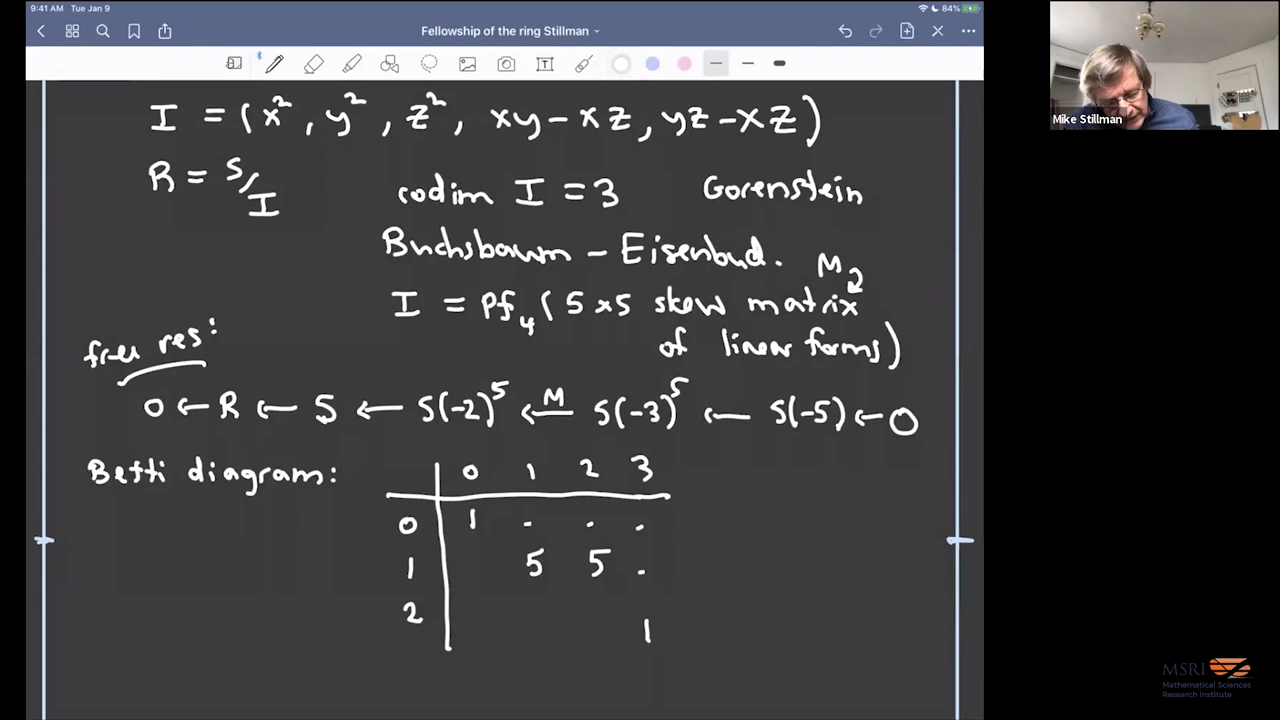 9:41 AM Tue Jan 9
84%
Fellowship of the ring Stillman
I = (x², y², z², xy - xz, yz - xz)
R = S/I
codim I = 3 Gorenstein
Buchsbaum - Eisenbud. M
I = Pf₄(5×5 skew matrix
of linear forms)
free res:
0 ← R ← S ← S(-2)⁵ ←M S(-3)⁵ ← S(-5) ← 0
Betti diagram:
0 1 2 3
0 1 . . .
1 5 5 .
2 1
Mike Stillman
MSRI
Mathematical Sciences
Research Institute